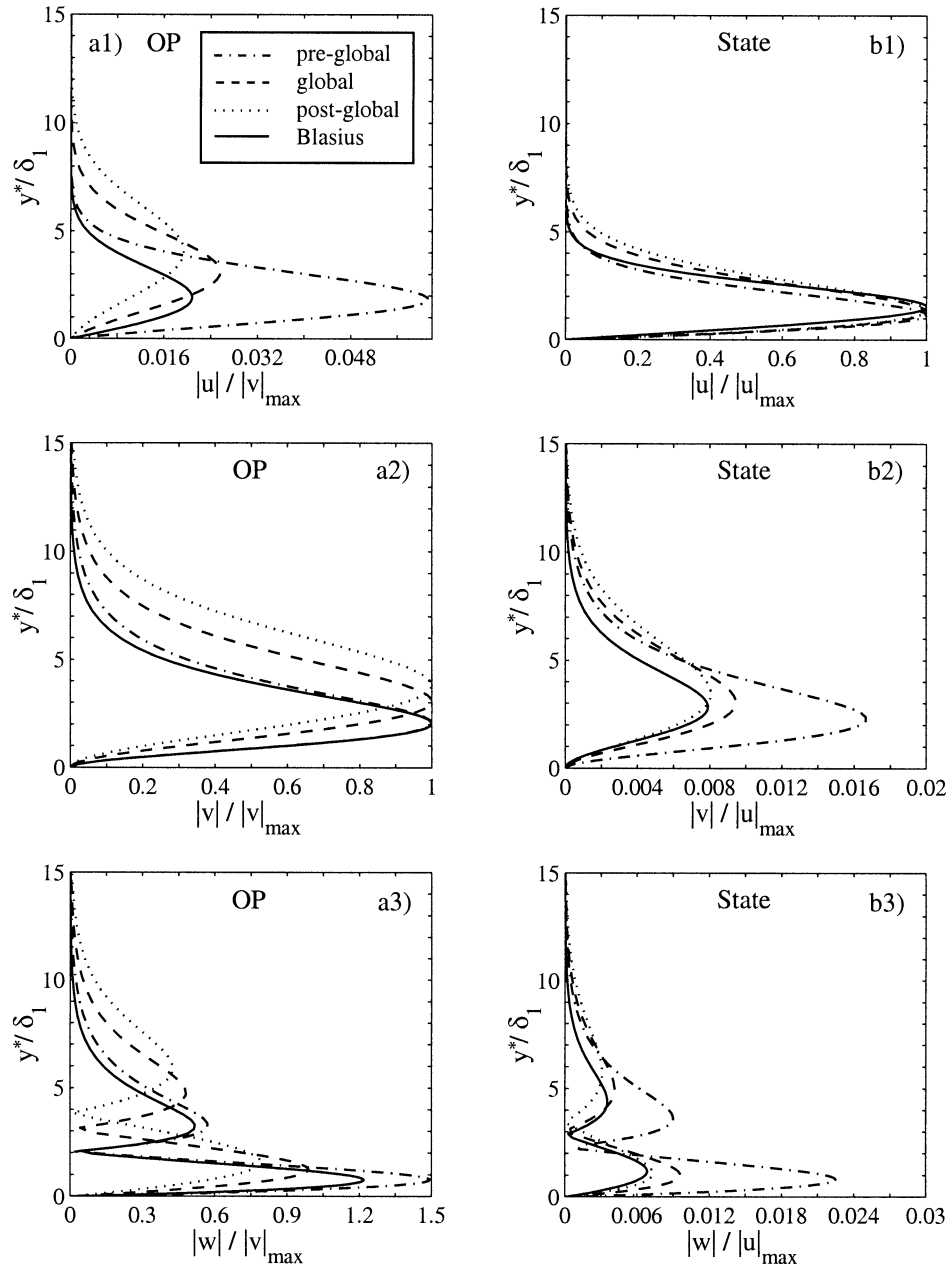 a1) OP
pre-global
global
post-global
Blasius
15
10
5
0
y*/ δ1
0 0.016 0.032 0.048
|u| / |v|max
State b1)
15
10
5
0
y*/ δ1
0 0.2 0.4 0.6 0.8 1
|u| / |u|max
OP a2)
15
10
5
0
y*/ δ1
0 0.2 0.4 0.6 0.8 1
|v| / |v|max
State b2)
15
10
5
0
y*/ δ1
0 0.004 0.008 0.012 0.016 0.02
|v| / |u|max
OP a3)
15
10
5
0
y*/ δ1
0 0.3 0.6 0.9 1.2 1.5
|w| / |v|max
State b3)
15
10
5
0
y*/ δ1
0 0.006 0.012 0.018 0.024 0.03
|w| / |u|max